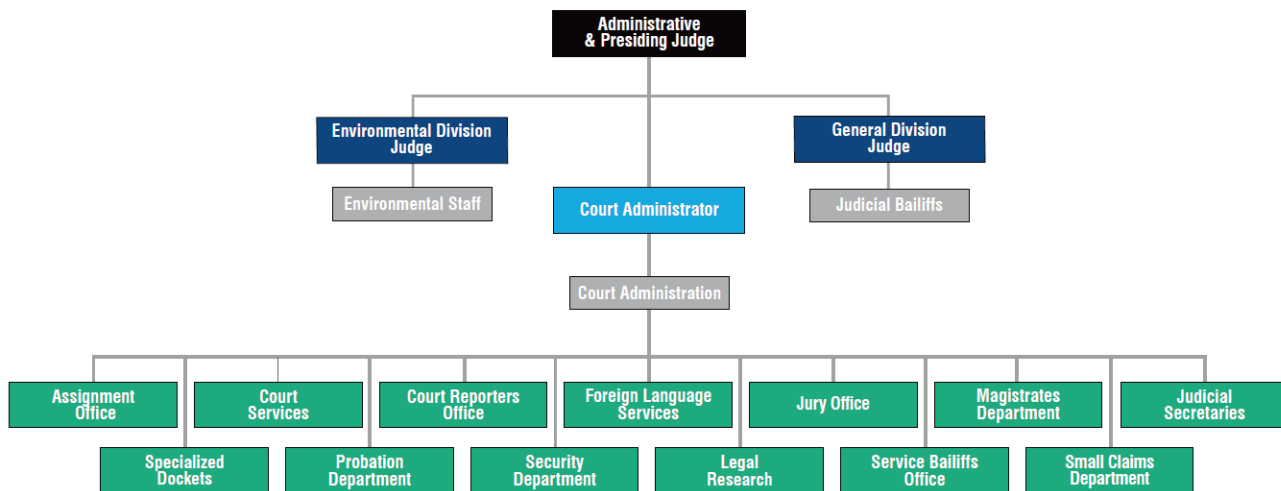 Administrative
& Presiding Judge
Environmental Division
Judge
General Division
Judge
Environmental Staff
Court Administrator
Judicial Bailiffs
Court Administration
Assignment
Office
Court
Services
Court Reporters
Office
Foreign Language
Services
Jury Office
Magistrates
Department
Judicial
Secretaries
Specialized
Dockets
Probation
Department
Security
Department
Legal
Research
Service Bailiffs
Office
Small Claims
Department